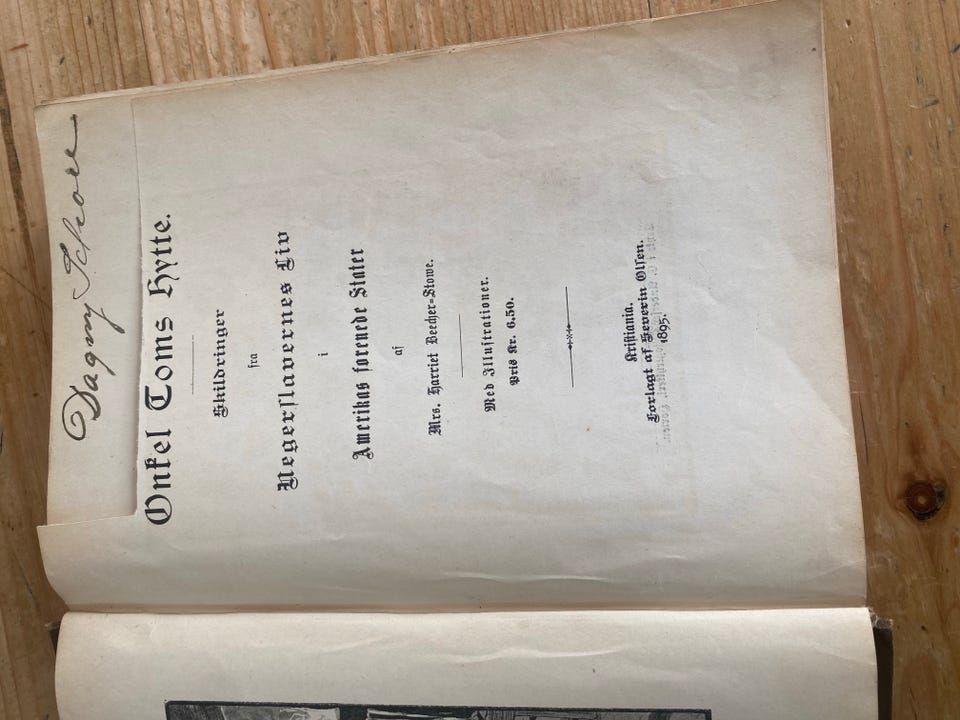 Dagny Schou
Onkel Toms Hytte.
Skildringer
fra
Negerslavernes Liv
i
Amerikas forenede Stater
af
Mrs. Harriet Beecher=Stowe.
Med Illustrationer.
Pris Kr. 6.50.
Kristiania.
Forlagt af Severin Olsen.
1895.